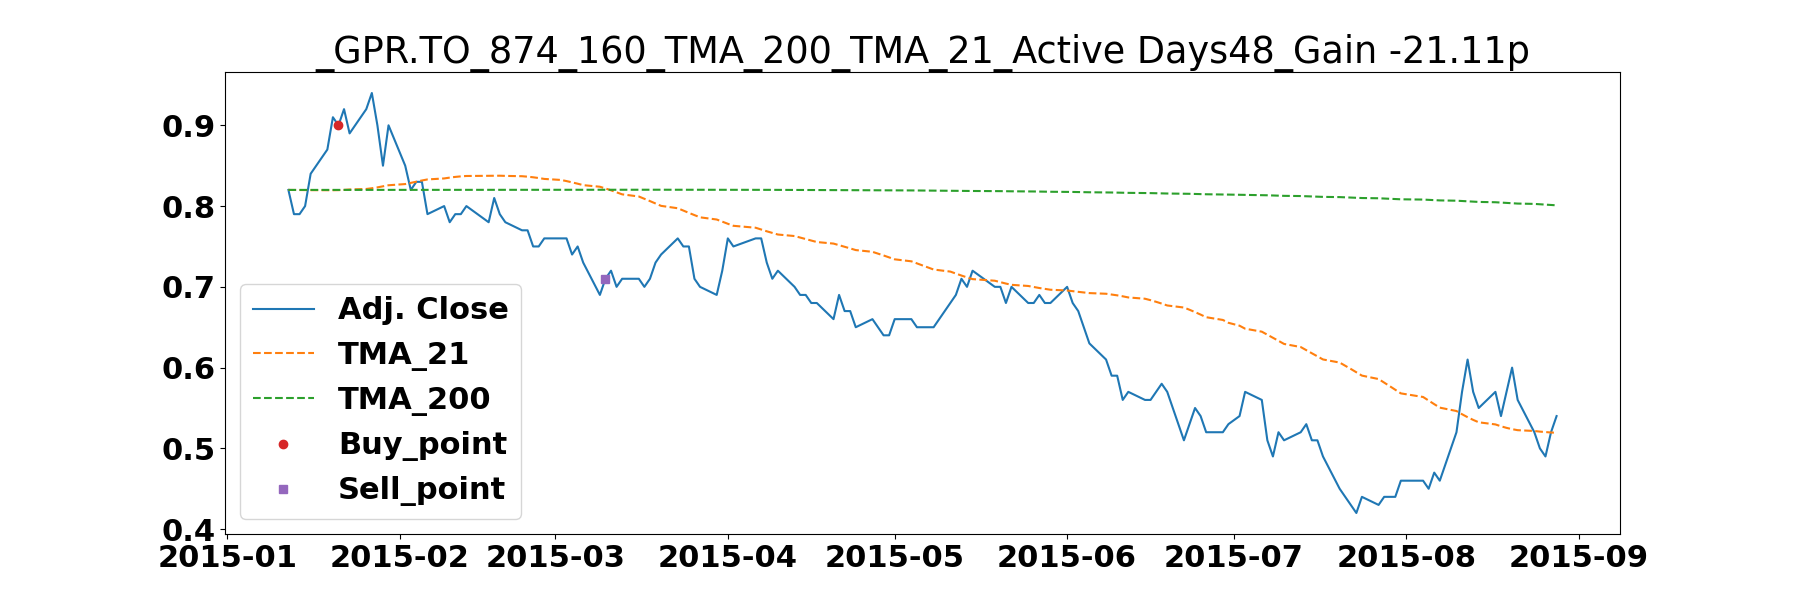 _GPR.TO_874_160_TMA_200_TMA_21_Active Days48_Gain -21.11p
0.9
0.8
0.7
0.6
0.5
0.4
Adj. Close
TMA_21
TMA_200
Buy_point
Sell_point
2015-01 2015-02 2015-03 2015-04 2015-05 2015-06 2015-07 2015-08 2015-09